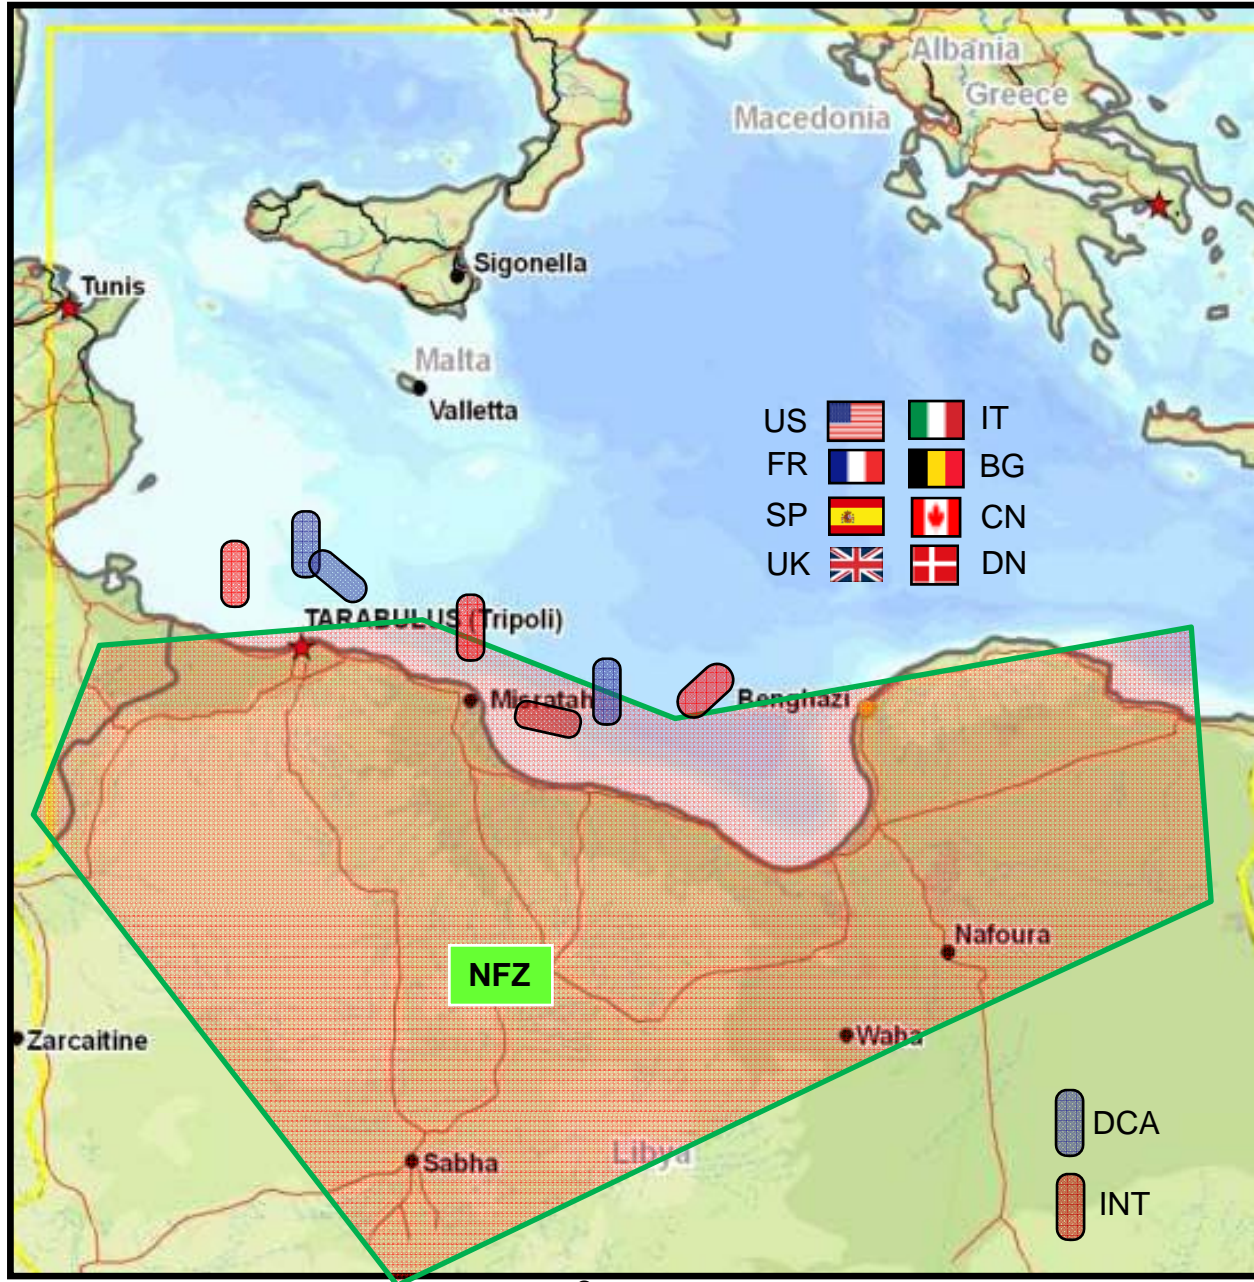 Italy
Albania
Greece
Macedonia
Sigonella
Tunis
Malta
Valletta
US IT
FR BG
SP CN
UK DN
TARABULUS (Tripoli)
Misratah
Benghazi
Nafoura
NFZ
Waha
Zarcaitine
DCA
Libya
Sabha
INT